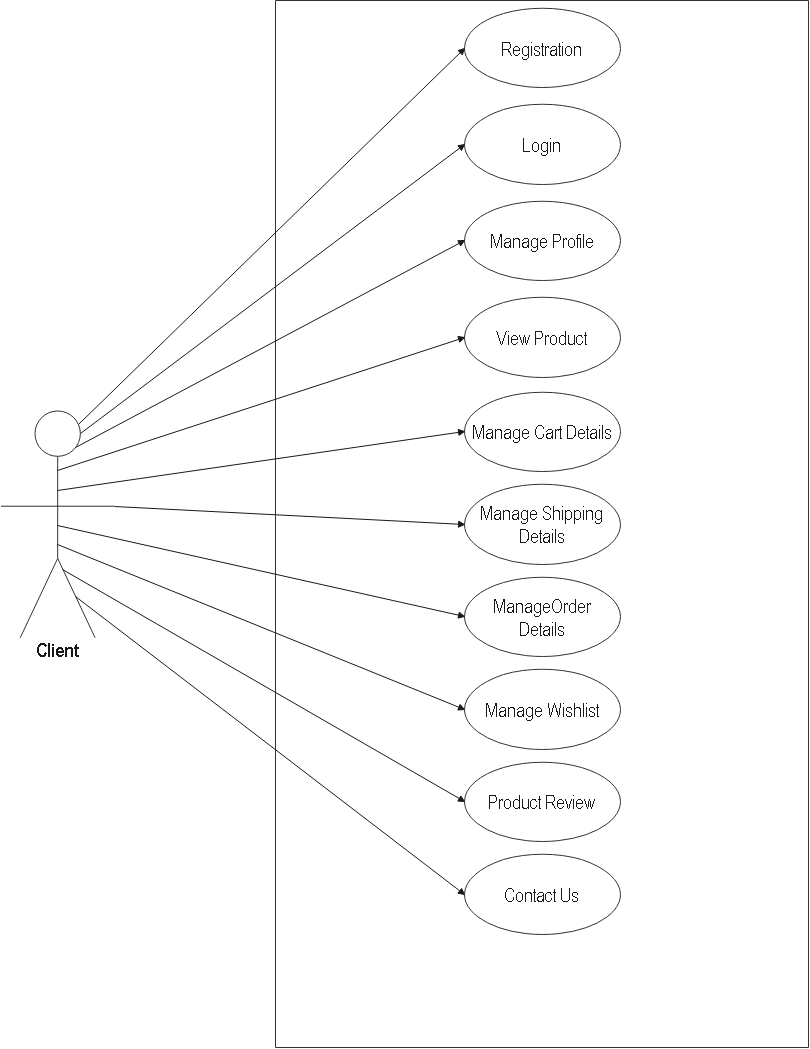 Registration
Login
Manage Profile
View Product
Manage Cart Details
Manage Shipping
Details
ManageOrder
Details
Client
Manage Wishlist
Product Review
Contact Us